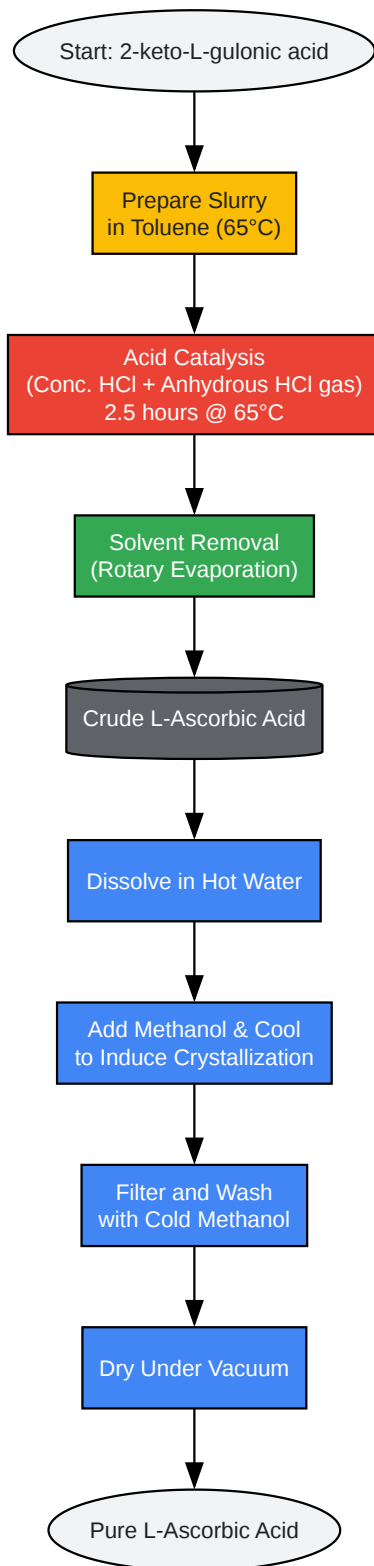 Start: 2-keto-L-gulonic acid
Prepare Slurry
in Toluene (65°C)
Acid Catalysis
(Conc. HCl + Anhydrous HCl gas)
2.5 hours @ 65°C
Solvent Removal
(Rotary Evaporation)
Crude L-Ascorbic Acid
Dissolve in Hot Water
Add Methanol & Cool
to Induce Crystallization
Filter and Wash
with Cold Methanol
Dry Under Vacuum
Pure L-Ascorbic Acid